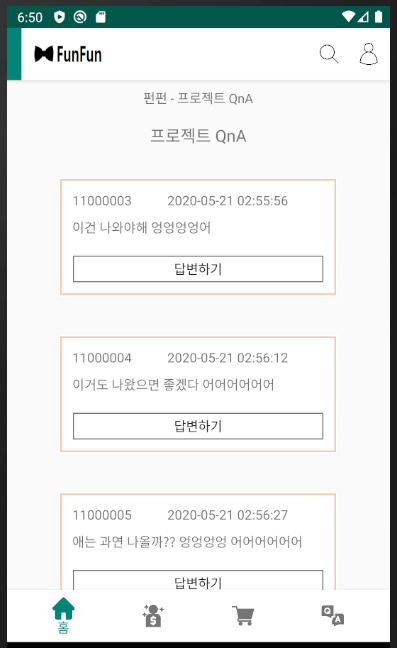 6:50
FunFun
펀펀 - 프로젝트 QnA
프로젝트 QnA
11000003 2020-05-21 02:55:56
이건 나와야해 엉엉엉엉어
답변하기
11000004 2020-05-21 02:56:12
이거도 나왔으면 좋겠다 어어어어어어
답변하기
11000005 2020-05-21 02:56:27
얘는 과연 나올까?? 엉엉엉엉 어어어어어어
답변하기
홈
Q A